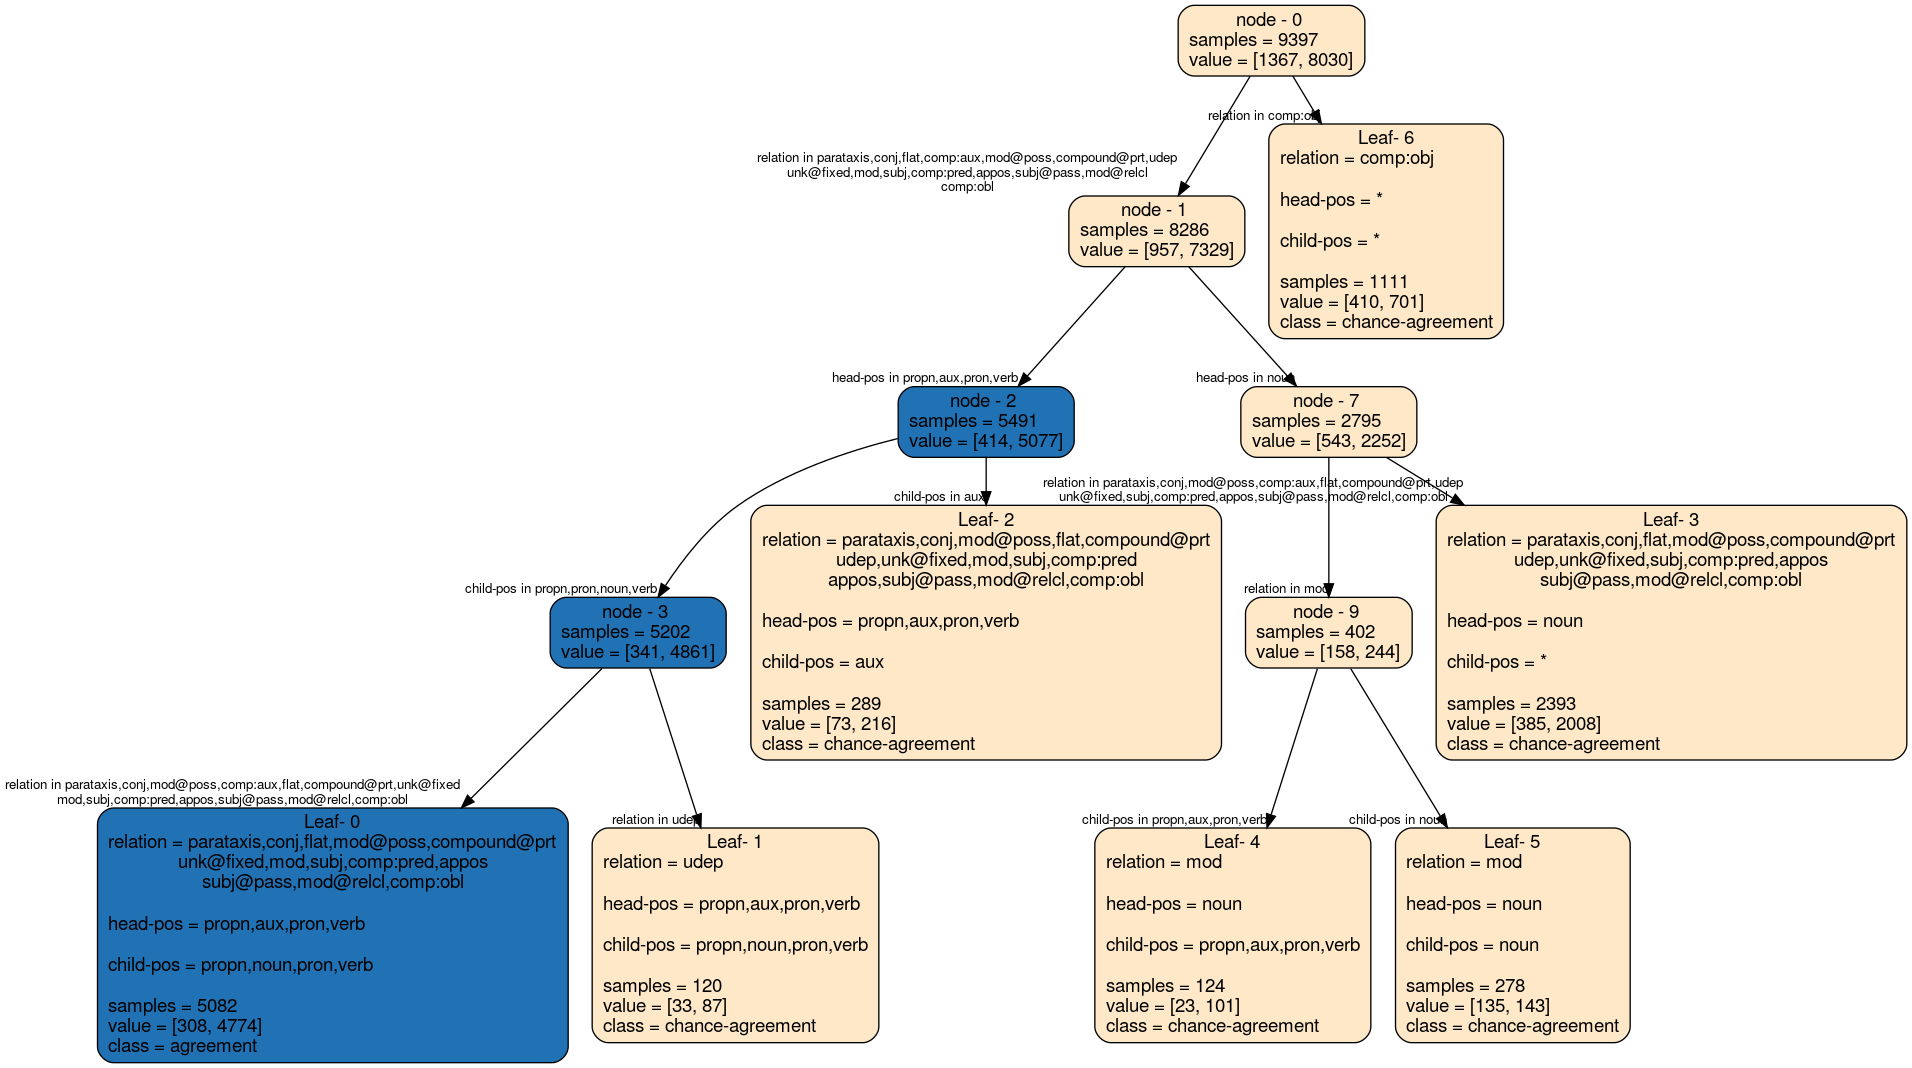 node - 0
samples = 9397
value = [1367, 8030]
relation in comp:obj
Leaf- 6
relation = comp:obj
head-pos = *
child-pos = *
samples = 1111
value = [410, 701]
class = chance-agreement
relation in parataxis,conj,flat,comp:aux,mod@poss,compound@prt,udep
unk@fixed,mod,subj,comp:pred,appos,subj@pass,mod@relcl
comp:obl
node - 1
samples = 8286
value = [957, 7329]
head-pos in propn,aux,pron,verb
node - 2
samples = 5491
value = [414, 5077]
head-pos in noun
node - 7
samples = 2795
value = [543, 2252]
child-pos in propn,pron,noun,verb
node - 3
samples = 5202
value = [341, 4861]
child-pos in aux
Leaf- 2
relation = parataxis,conj,mod@poss,flat,compound@prt
udep,unk@fixed,mod,subj,comp:pred
appos,subj@pass,mod@relcl,comp:obl
head-pos = propn,aux,pron,verb
child-pos = aux
samples = 289
value = [73, 216]
class = chance-agreement
relation in mod
node - 9
samples = 402
value = [158, 244]
relation in parataxis,conj,mod@poss,comp:aux,flat,compound@prt,udep
unk@fixed,subj,comp:pred,appos,subj@pass,mod@relcl,comp:obl
Leaf- 3
relation = parataxis,conj,flat,mod@poss,compound@prt
udep,unk@fixed,subj,comp:pred,appos
subj@pass,mod@relcl,comp:obl
head-pos = noun
child-pos = *
samples = 2393
value = [385, 2008]
class = chance-agreement
relation in parataxis,conj,mod@poss,comp:aux,flat,compound@prt,unk@fixed
mod,subj,comp:pred,appos,subj@pass,mod@relcl,comp:obl
Leaf- 0
relation = parataxis,conj,flat,mod@poss,compound@prt
unk@fixed,mod,subj,comp:pred,appos
subj@pass,mod@relcl,comp:obl
head-pos = propn,aux,pron,verb
child-pos = propn,noun,pron,verb
samples = 5082
value = [308, 4774]
class = agreement
relation in udep
Leaf- 1
relation = udep
head-pos = propn,aux,pron,verb
child-pos = propn,noun,pron,verb
samples = 120
value = [33, 87]
class = chance-agreement
child-pos in propn,aux,pron,verb
Leaf- 4
relation = mod
head-pos = noun
child-pos = propn,aux,pron,verb
samples = 124
value = [23, 101]
class = chance-agreement
child-pos in noun
Leaf- 5
relation = mod
head-pos = noun
child-pos = noun
samples = 278
value = [135, 143]
class = chance-agreement